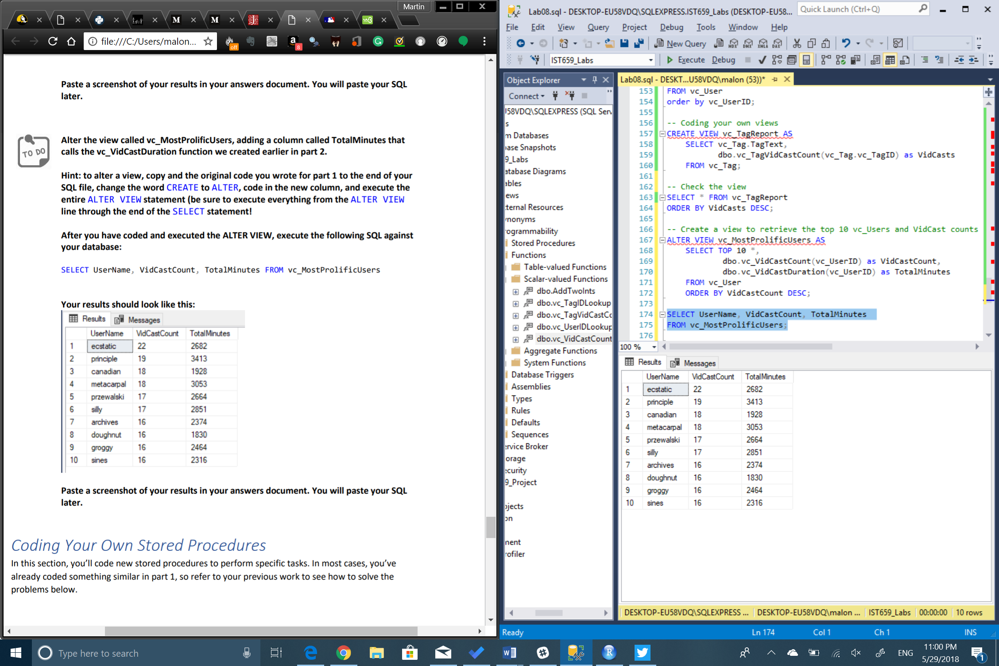 Martin
file:///C:/Users/malon...
off
8
Paste a screenshot of your results in your answers document. You will paste your SQL
later.
TO DO
Alter the view called vc_MostProlificUsers, adding a column called TotalMinutes that
calls the vc_VidCastDuration function we created earlier in part 2.
Hint: to alter a view, copy and the original code you wrote for part 1 to the end of your
SQL file, change the word CREATE to ALTER, code in the new column, and execute the
entire ALTER VIEW statement (be sure to execute everything from the ALTER VIEW
line through the end of the SELECT statement!
After you have coded and executed the ALTER VIEW, execute the following SQL against
your database:
SELECT UserName, VidCastCount, TotalMinutes FROM vc_MostProlificUsers
Your results should look like this:
Results Messages
UserName VidCastCount TotalMinutes
1 ecstatic 22 2682
2 principle 19 3413
3 canadian 18 1928
4 metacarpal 18 3053
5 przewalski 17 2664
6 silly 17 2851
7 archives 16 2374
8 doughnut 16 1830
9 groggy 16 2464
10 sines 16 2316
Paste a screenshot of your results in your answers document. You will paste your SQL
later.
Coding Your Own Stored Procedures
In this section, you’ll code new stored procedures to perform specific tasks. In most cases, you’ve
already coded something similar in part 1, so refer to your previous work to see how to solve the
problems below.
Lab08.sql - DESKTOP-EU58VDQ\SQLEXPRESS.IST659_Labs (DESKTOP-EU58...
Quick Launch (Ctrl+Q)
File Edit View Query Project Debug Tools Window Help
New Query MDX DMX XMLA DAX
IST659_Labs Execute Debug
Object Explorer
Connect
J58VDQ\SQLEXPRESS (SQL Serv
s
m Databases
base Snapshots
9_Labs
atabase Diagrams
ables
ews
cternal Resources
ynonyms
rogrammability
Stored Procedures
Functions
Table-valued Functions
Scalar-valued Functions
dbo.AddTwoInts
dbo.vc_TagIDLookup
dbo.vc_TagVidCastCo
dbo.vc_UserIDLookup
dbo.vc_VidCastCount
Aggregate Functions
System Functions
Database Triggers
Assemblies
Types
Rules
Defaults
Sequences
ervice Broker
orage
ecurity
9_Project
bjects
on
ment
rofiler
Lab08.sql - DESKT...U58VDQ\malon (53))*
153 FROM vc_User
154 order by vc_UserID;
155
156 -- Coding your own views
157 CREATE VIEW vc_TagReport AS
158 SELECT vc_Tag.TagText,
159 dbo.vc_TagVidCastCount(vc_Tag.vc_TagID) as VidCasts
160 FROM vc_Tag;
161
162 -- Check the view
163 SELECT * FROM vc_TagReport
164 ORDER BY VidCasts DESC;
165
166 -- Create a view to retrieve the top 10 vc_Users and VidCast counts
167 ALTER VIEW vc_MostProlificUsers AS
168 SELECT TOP 10 *,
169 dbo.vc_VidCastCount(vc_UserID) as VidCastCount,
170 dbo.vc_VidCastDuration(vc_UserID) as TotalMinutes
171 FROM vc_User
172 ORDER BY VidCastCount DESC;
173
174 SELECT UserName, VidCastCount, TotalMinutes
175 FROM vc_MostProlificUsers;
176
100 %
Results Messages
UserName VidCastCount TotalMinutes
1 ecstatic 22 2682
2 principle 19 3413
3 canadian 18 1928
4 metacarpal 18 3053
5 przewalski 17 2664
6 silly 17 2851
7 archives 16 2374
8 doughnut 16 1830
9 groggy 16 2464
10 sines 16 2316
DESKTOP-EU58VDQ\SQLEXPRESS ... DESKTOP-EU58VDQ\malon ... IST659_Labs 00:00:00 10 rows
Ready Ln 174 Col 1 Ch 1 INS
Type here to search
ENG
11:00 PM
5/29/2018
1